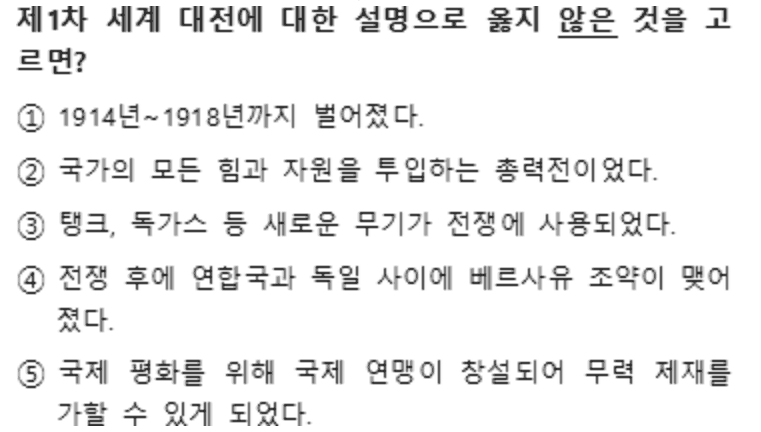 제1차 세계 대전에 대한 설명으로 옳지 않은 것을 고
르면?
① 1914년~1918년까지 벌어졌다.
② 국가의 모든 힘과 자원을 투입하는 총력전이었다.
③ 탱크, 독가스 등 새로운 무기가 전쟁에 사용되었다.
④ 전쟁 후에 연합국과 독일 사이에 베르사유 조약이 맺어
졌다.
⑤ 국제 평화를 위해 국제 연맹이 창설되어 무력 제재를
가할 수 있게 되었다.